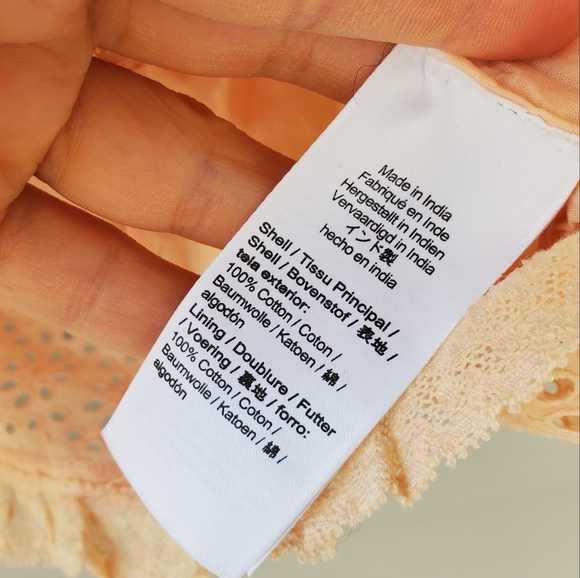 Made in India
Fabriqué en Inde
Hergestellt in Indien
Vervaardigd in India
インド製
hecho en india
Shell / Tissu Principal /
Shell / Bovenstof / 表地 /
tela exterior:
100% Cotton / Coton /
Baumwolle / Katoen / 綿 /
algodón
Lining / Doublure / Futter
/ Voering / 裏地 / forro:
100% Cotton / Coton /
Baumwolle / Katoen / 綿 /
algodón